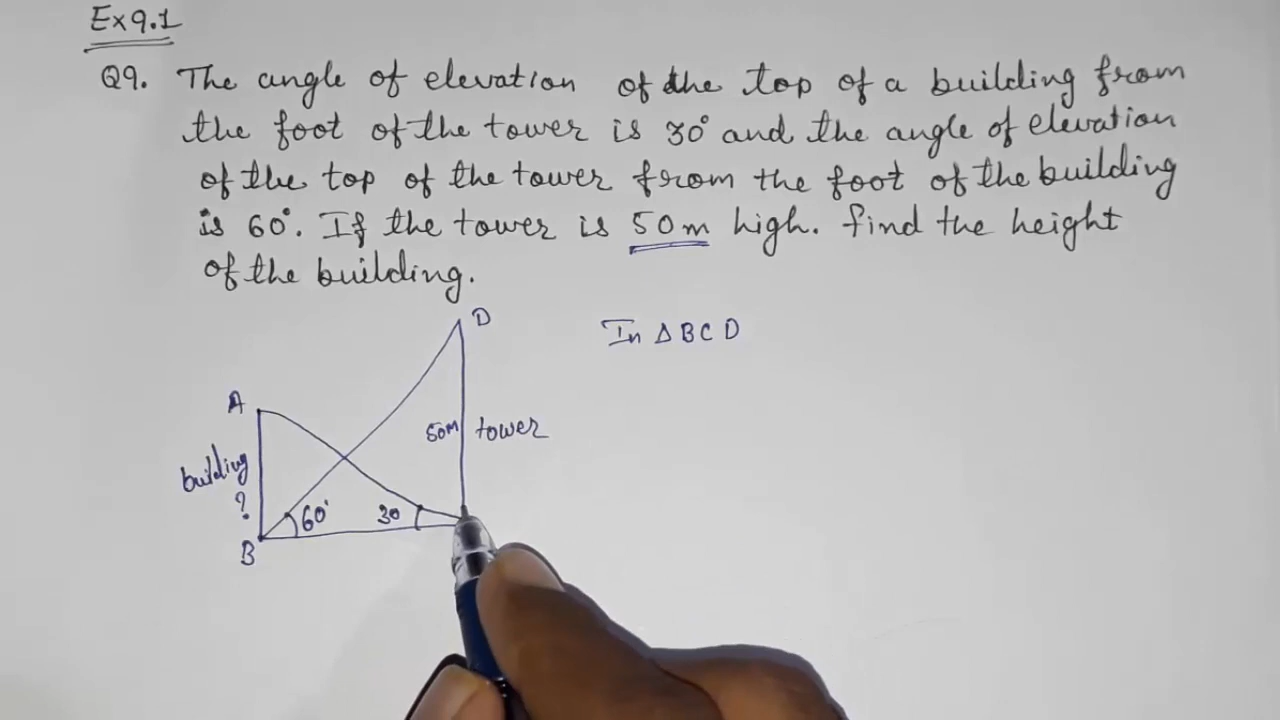 Ex 9.1
Q9. The angle of elevation of the top of a building from
the foot of the tower is 30° and the angle of elevation
of the top of the tower from the foot of the building
is 60°. If the tower is 50m high. find the height
of the building.
D
In Δ BCD
A
50M tower
building
?
60° 30
B